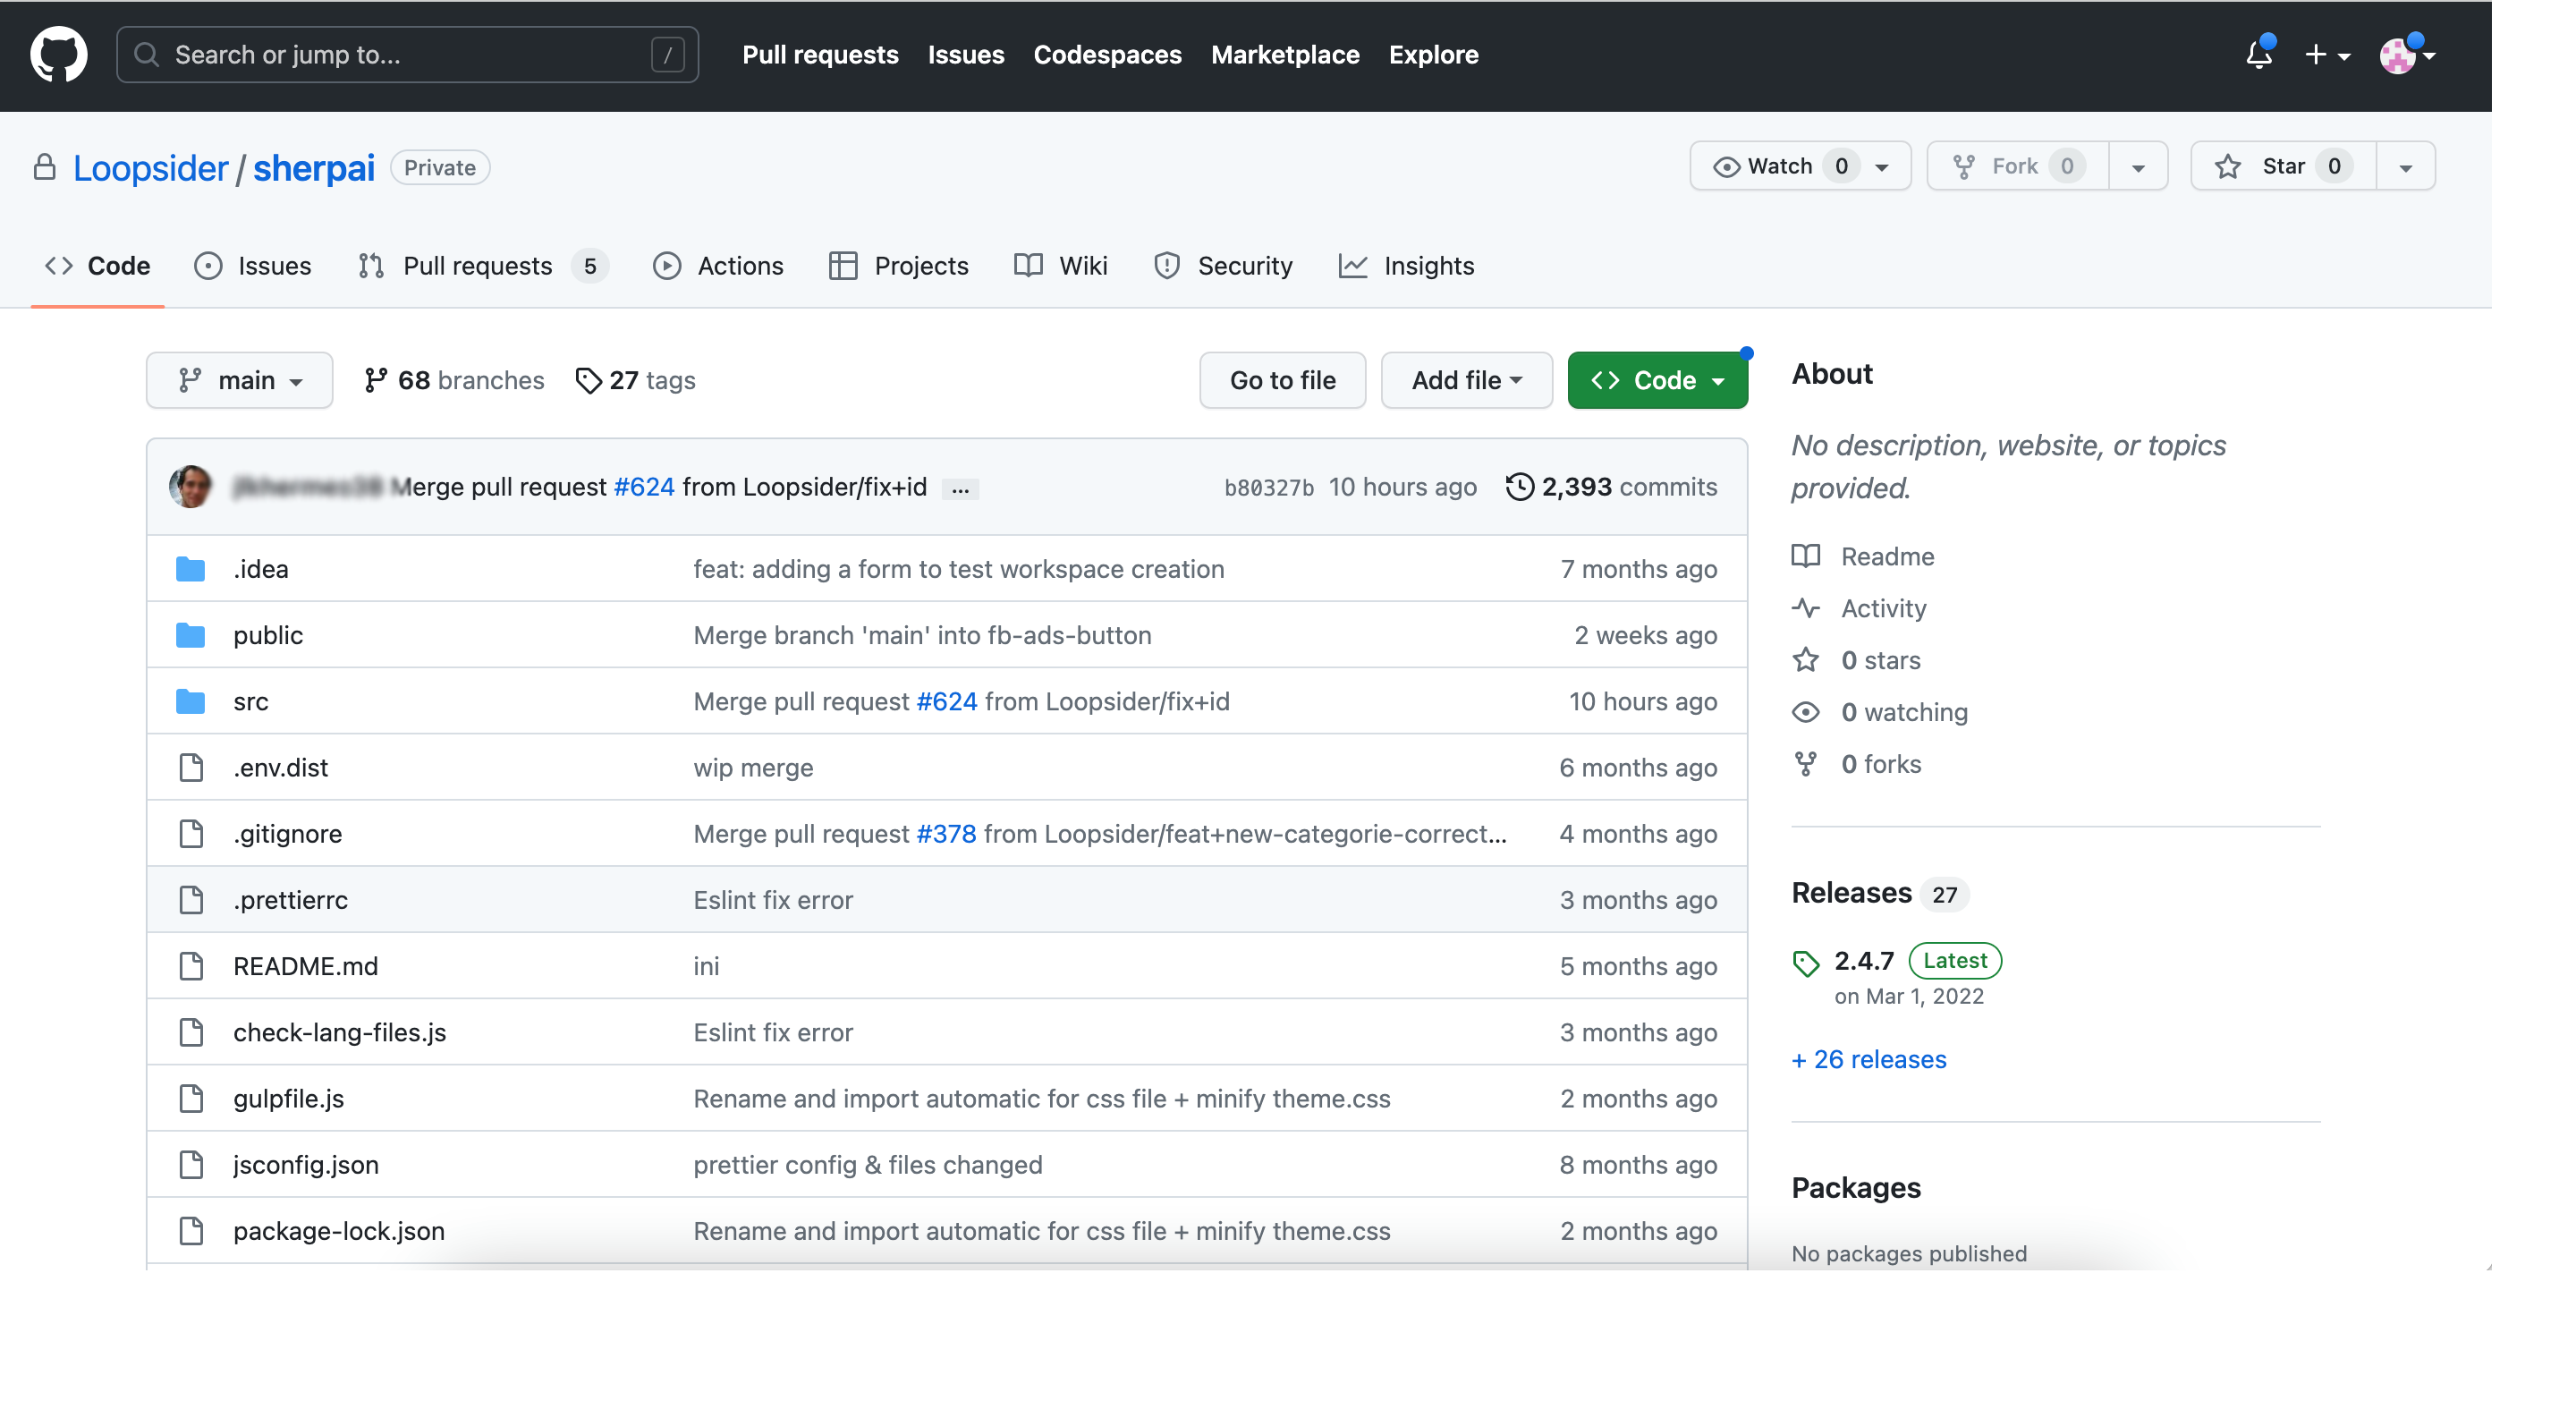 Search or jump to... /
Pull requests Issues Codespaces Marketplace Explore
Loopsider / sherpai Private
Watch 0 Fork 0 Star 0
Code Issues Pull requests 5 Actions Projects Wiki Security Insights
main 68 branches 27 tags Go to file Add file Code
Merge pull request #624 from Loopsider/fix+id ... b80327b 10 hours ago 2,393 commits
.idea feat: adding a form to test workspace creation 7 months ago
public Merge branch 'main' into fb-ads-button 2 weeks ago
src Merge pull request #624 from Loopsider/fix+id 10 hours ago
.env.dist wip merge 6 months ago
.gitignore Merge pull request #378 from Loopsider/feat+new-categorie-correct... 4 months ago
.prettierrc Eslint fix error 3 months ago
README.md ini 5 months ago
check-lang-files.js Eslint fix error 3 months ago
gulpfile.js Rename and import automatic for css file + minify theme.css 2 months ago
jsconfig.json prettier config & files changed 8 months ago
package-lock.json Rename and import automatic for css file + minify theme.css 2 months ago
About
No description, website, or topics
provided.
Readme
Activity
0 stars
0 watching
0 forks
Releases 27
2.4.7 Latest
on Mar 1, 2022
+ 26 releases
Packages
No packages published